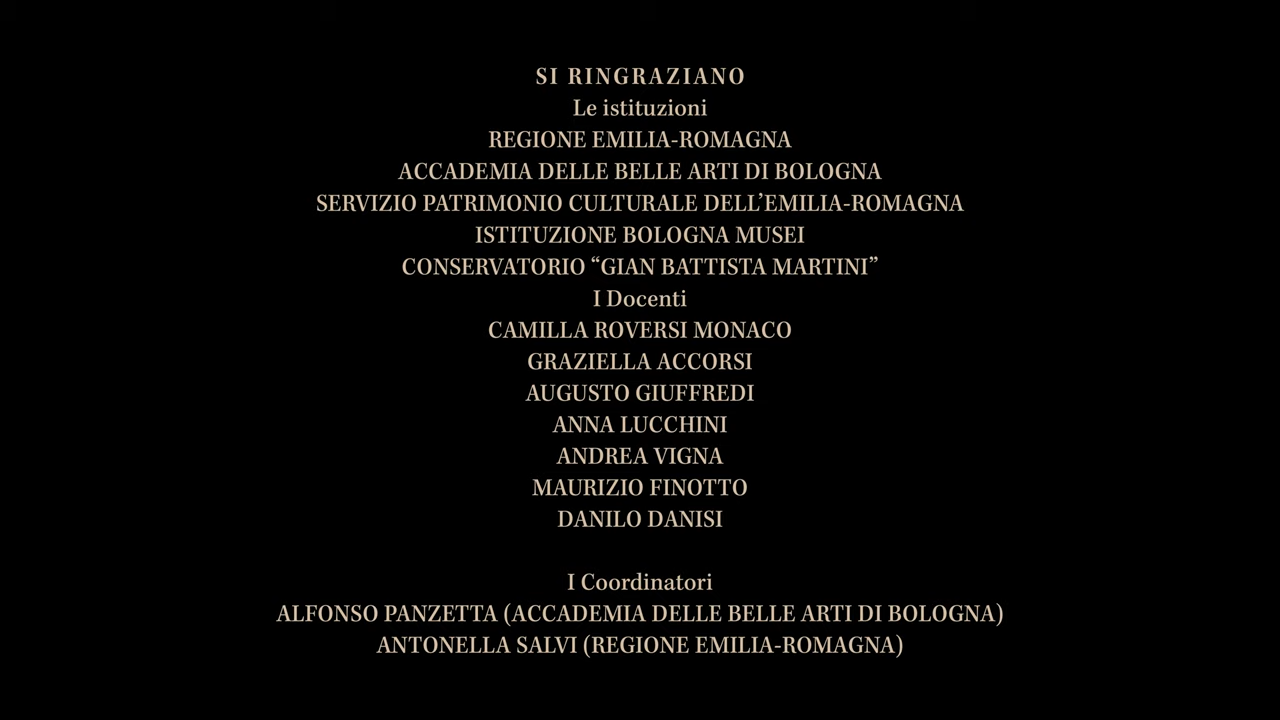 SI RINGRAZIANO
Le istituzioni
REGIONE EMILIA-ROMAGNA
ACCADEMIA DELLE BELLE ARTI DI BOLOGNA
SERVIZIO PATRIMONIO CULTURALE DELL’EMILIA-ROMAGNA
ISTITUZIONE BOLOGNA MUSEI
CONSERVATORIO “GIAN BATTISTA MARTINI”
I Docenti
CAMILLA ROVERSI MONACO
GRAZIELLA ACCORSI
AUGUSTO GIUFFREDI
ANNA LUCCHINI
ANDREA VIGNA
MAURIZIO FINOTTO
DANILO DANISI
I Coordinatori
ALFONSO PANZETTA (ACCADEMIA DELLE BELLE ARTI DI BOLOGNA)
ANTONELLA SALVI (REGIONE EMILIA-ROMAGNA)